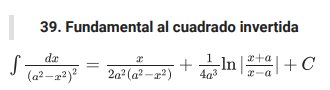 39. Fundamental al cuadrado invertida
∫ dx/(a²−x²)² = x/(2a²(a²−x²)) + 1/(4a³) ln|(x+a)/(x−a)| + C